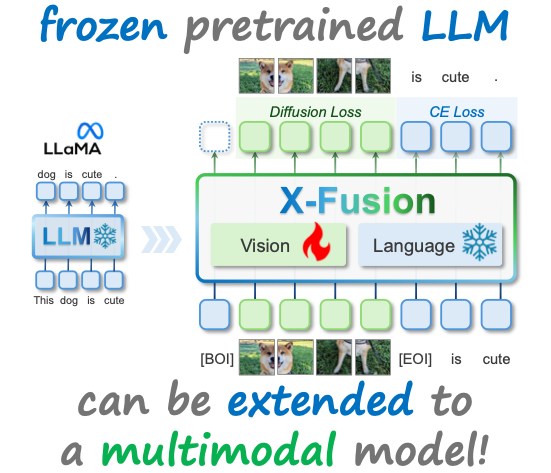 frozen pretrained LLM
is cute .
Diffusion Loss CE Loss
LLaMA
dog is cute .
X-Fusion
LLM
Vision Language
This dog is cute
[BOI] [EOI] is cute
can be extended to
a multimodal model!